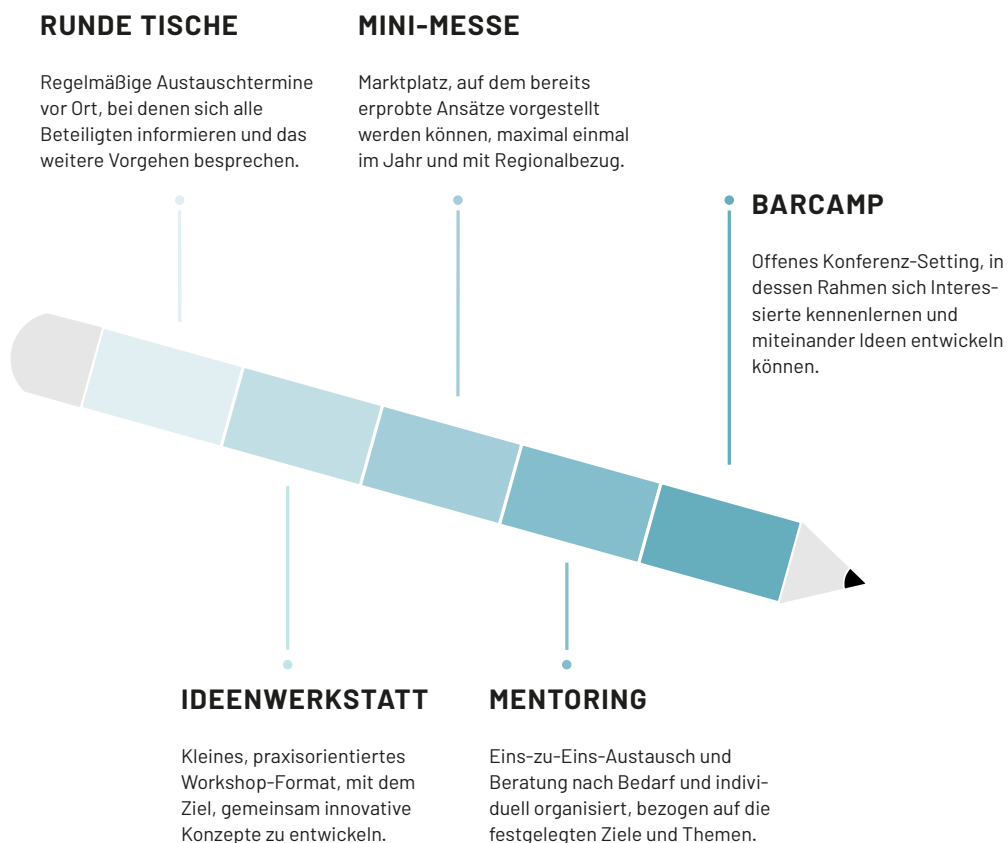 RUNDE TISCHE
Regelmäßige Austauschtermine
vor Ort, bei denen sich alle
Beteiligten informieren und das
weitere Vorgehen besprechen.
MINI-MESSE
Marktplatz, auf dem bereits
erprobte Ansätze vorgestellt
werden können, maximal einmal
im Jahr und mit Regionalbezug.
BARCAMP
Offenes Konferenz-Setting, in
dessen Rahmen sich Interes-
sierte kennenlernen und
miteinander Ideen entwickeln
können.
IDEENWERKSTATT
Kleines, praxisorientiertes
Workshop-Format, mit dem
Ziel, gemeinsam innovative
Konzepte zu entwickeln.
MENTORING
Eins-zu-Eins-Austausch und
Beratung nach Bedarf und indivi-
duell organisiert, bezogen auf die
festgelegten Ziele und Themen.